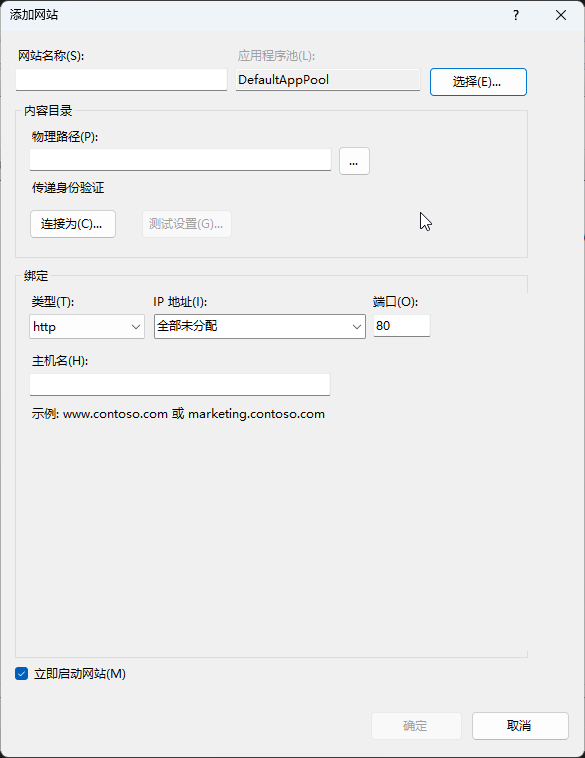 添加网站
?
网站名称(S):
应用程序池(L):
DefaultAppPool
选择(E)...
内容目录
物理路径(P):
...
传递身份验证
连接为(C)...
测试设置(G)...
绑定
类型(T):
IP 地址(I):
端口(O):
http
全部未分配
80
主机名(H):
示例: www.contoso.com 或 marketing.contoso.com
立即启动网站(M)
确定
取消